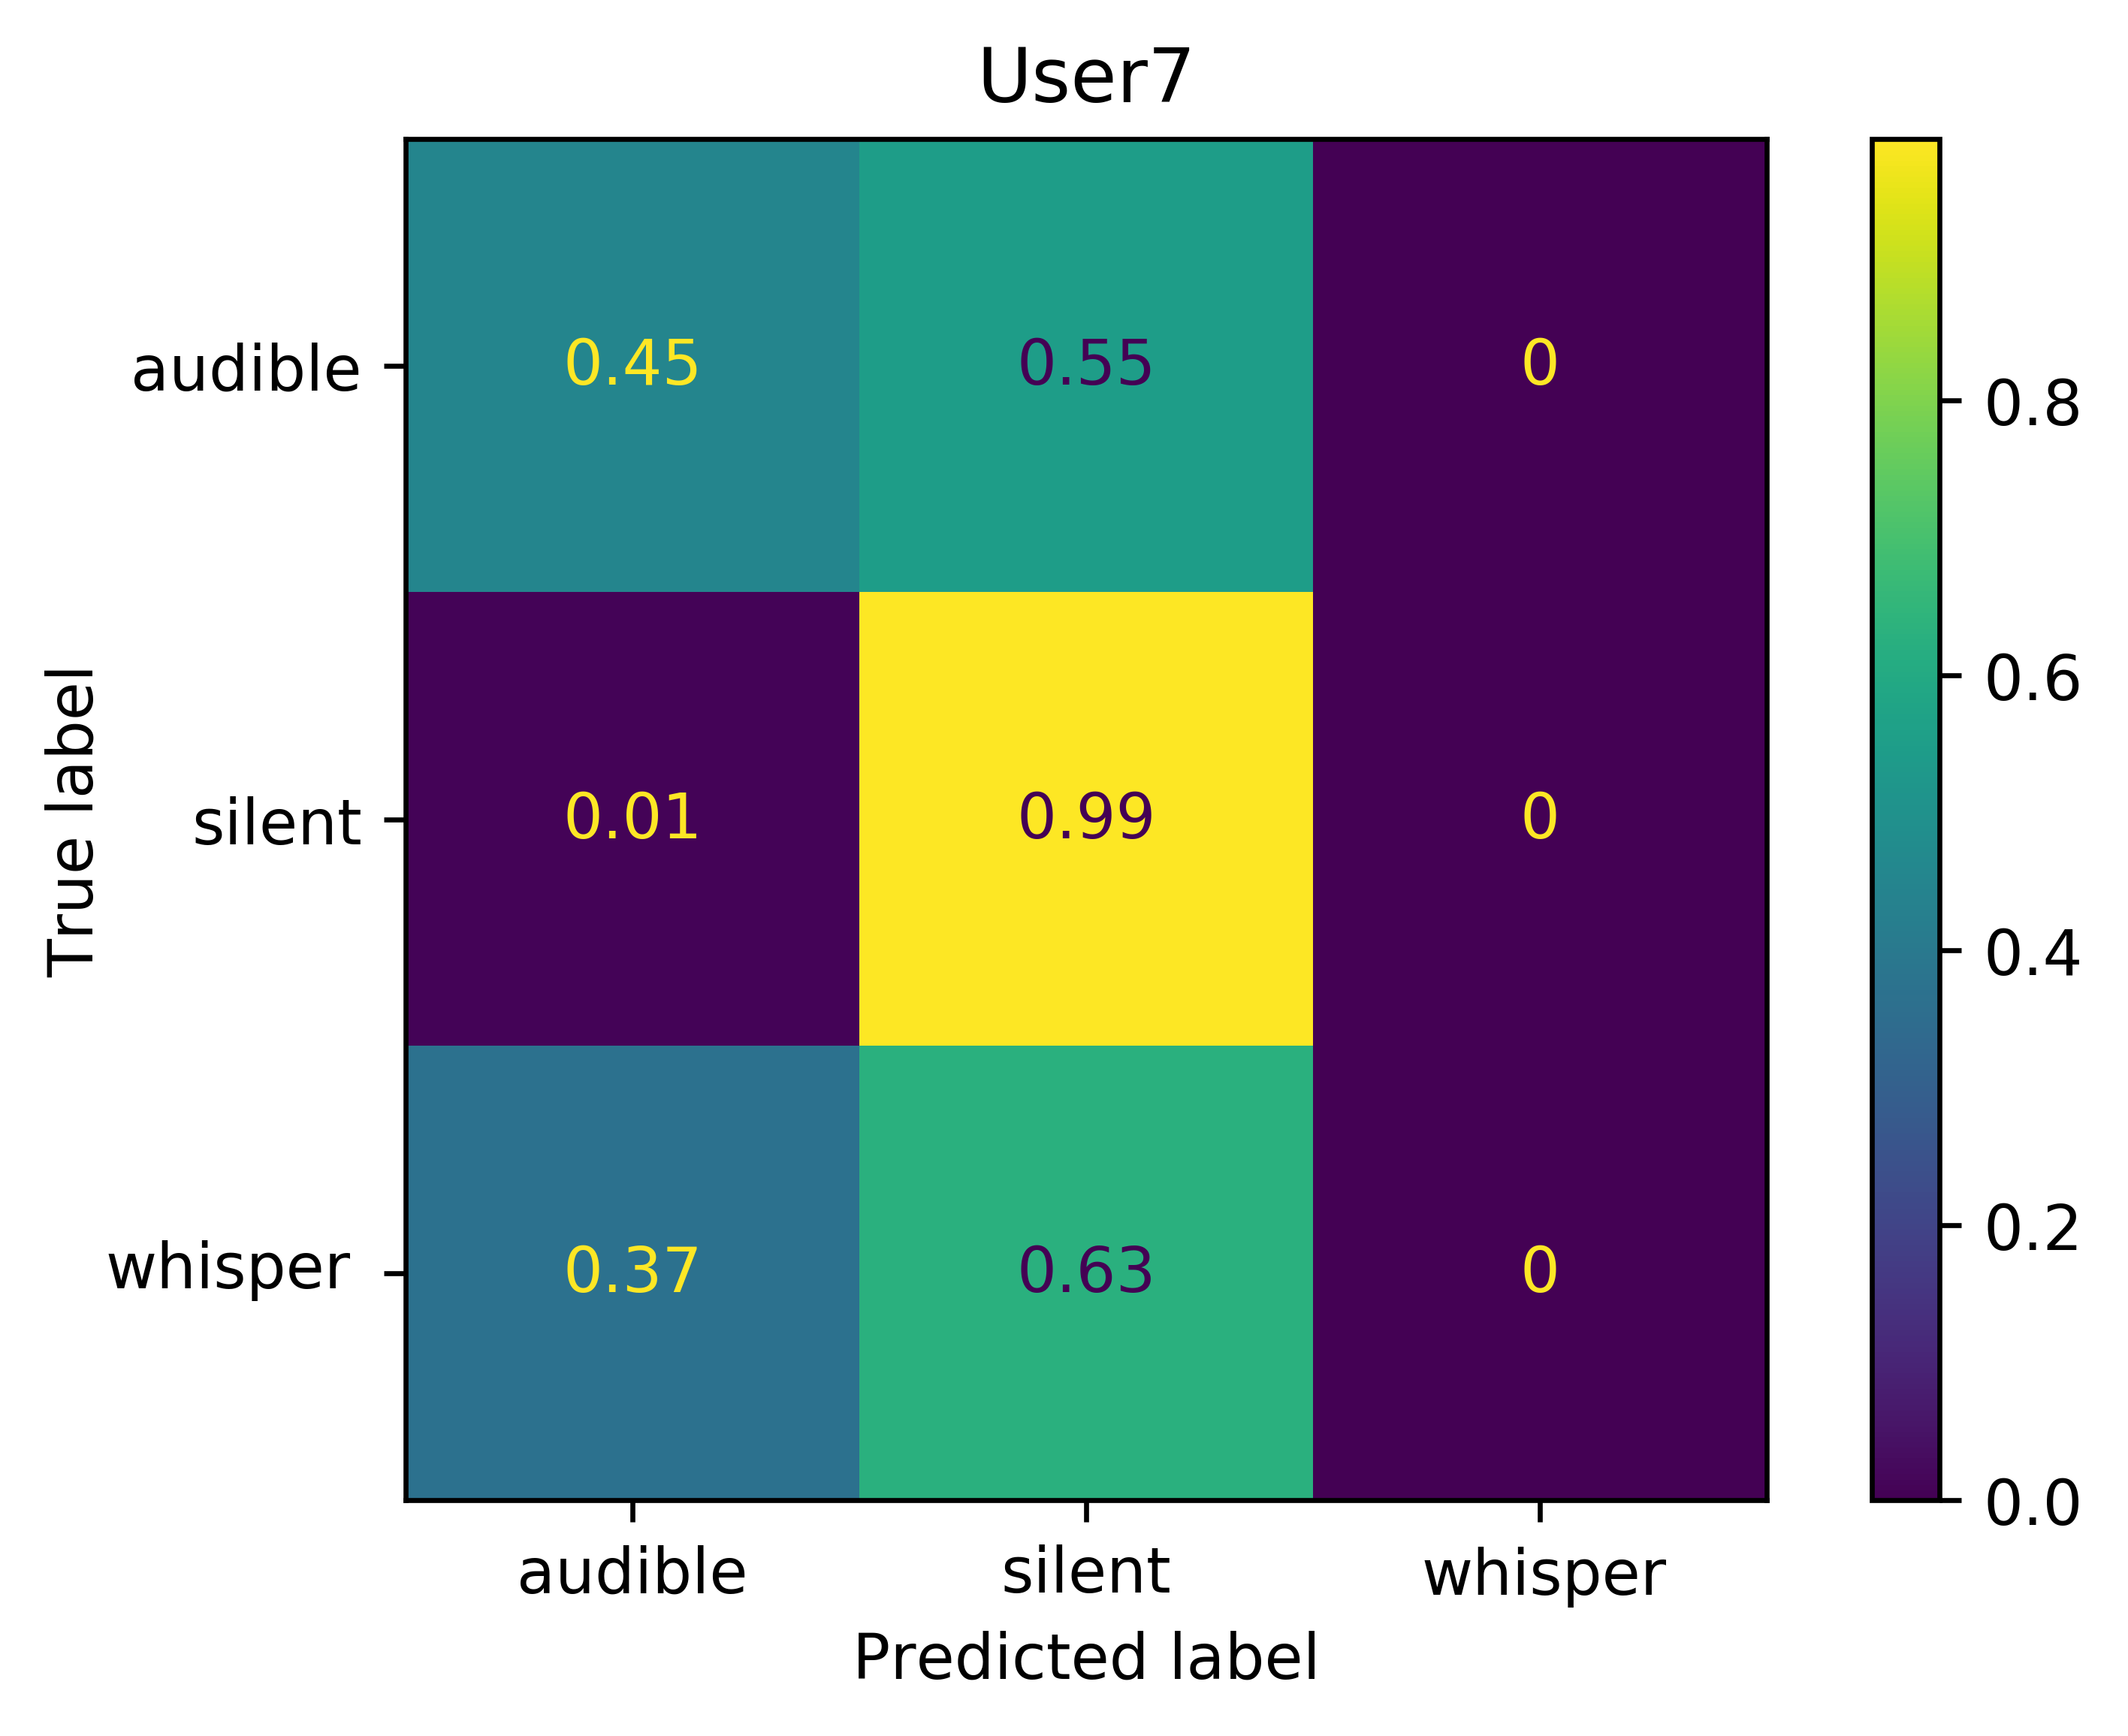 User7
audible 0.45 0.55 0
silent 0.01 0.99 0
whisper 0.37 0.63 0
audible silent whisper
Predicted label
True label
0.8
0.6
0.4
0.2
0.0